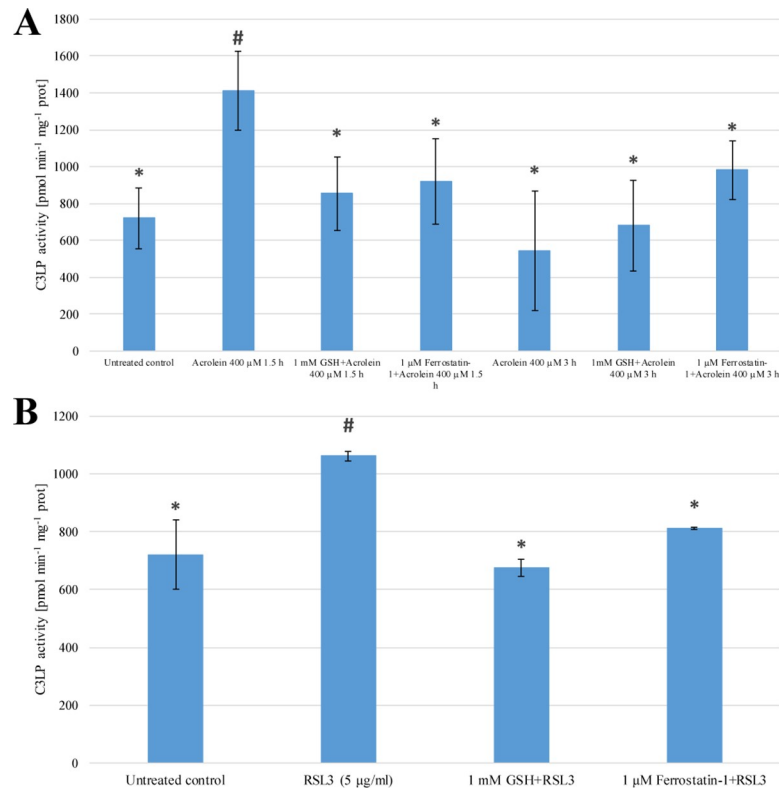 A
C3LP activity [pmol min⁻¹ mg⁻¹ prot]
1800
1600
1400
1200
1000
800
600
400
200
0
#
*
*
*
*
*
*
Untreated control
Acrolein 400 µM 1.5 h
1 mM GSH+Acrolein
400 µM 1.5 h
1 µM Ferrostatin-
1+Acrolein 400 µM 1.5
h
Acrolein 400 µM 3 h
1mM GSH+Acrolein
400 µM 3 h
1 µM Ferrostatin-
1+Acrolein 400 µM 3 h
B
C3LP activity [pmol min⁻¹ mg⁻¹ prot]
1200
1000
800
600
400
200
0
*
#
*
*
Untreated control
RSL3 (5 µg/ml)
1 mM GSH+RSL3
1 µM Ferrostatin-1+RSL3